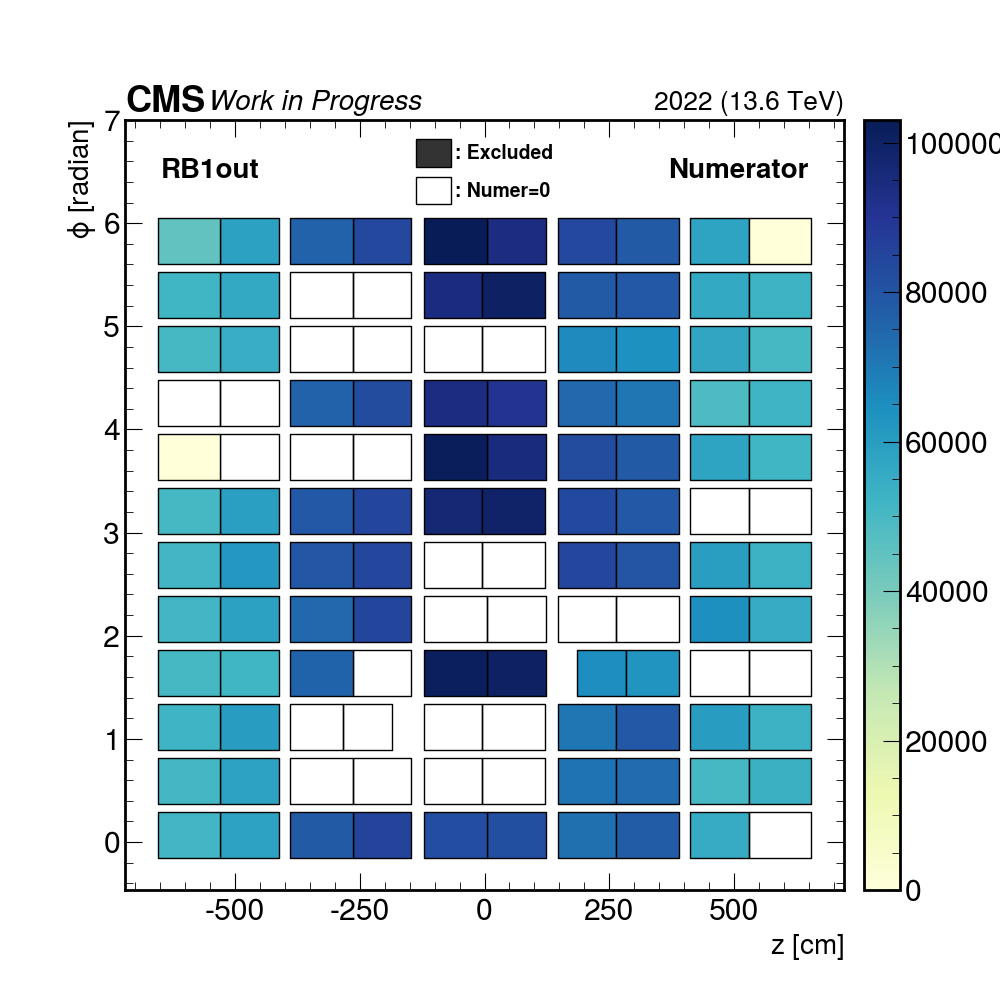 CMS Work in Progress 2022 (13.6 TeV)
RB1out
: Excluded
: Numer=0
Numerator
ϕ [radian]
7
6
5
4
3
2
1
0
-500 -250 0 250 500
z [cm]
100000
80000
60000
40000
20000
0